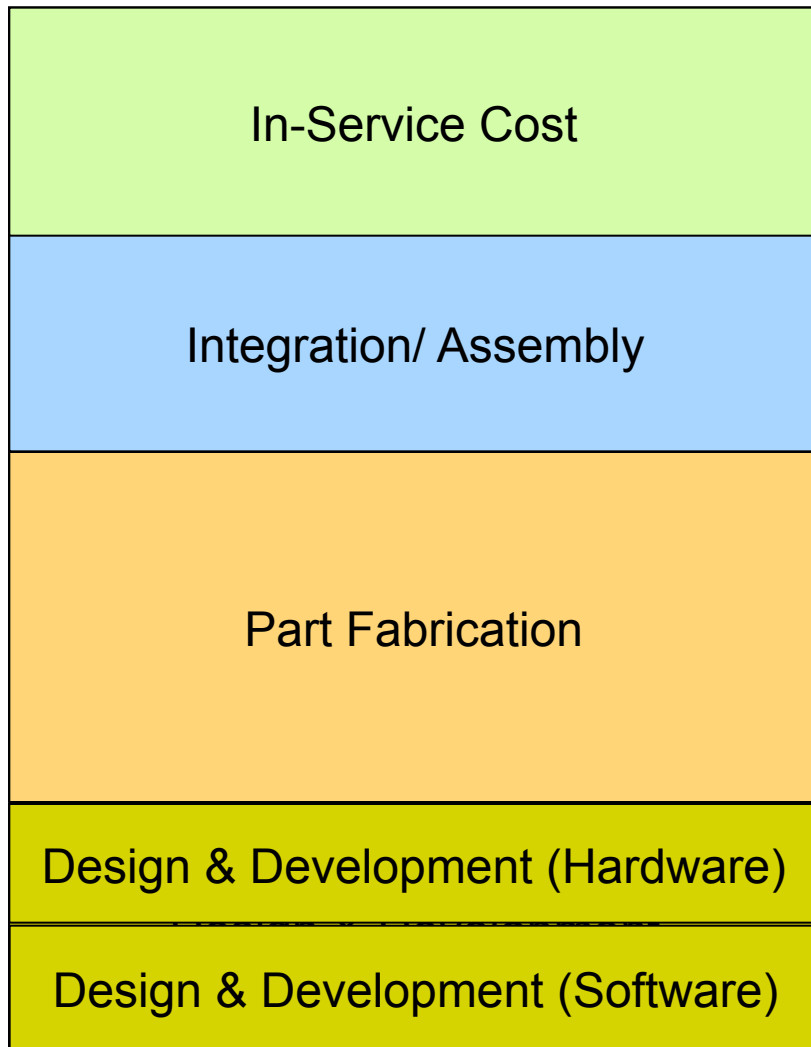 In-Service Cost
Integration/ Assembly
Part Fabrication
Design & Development (Hardware)
Design & Development (Software)